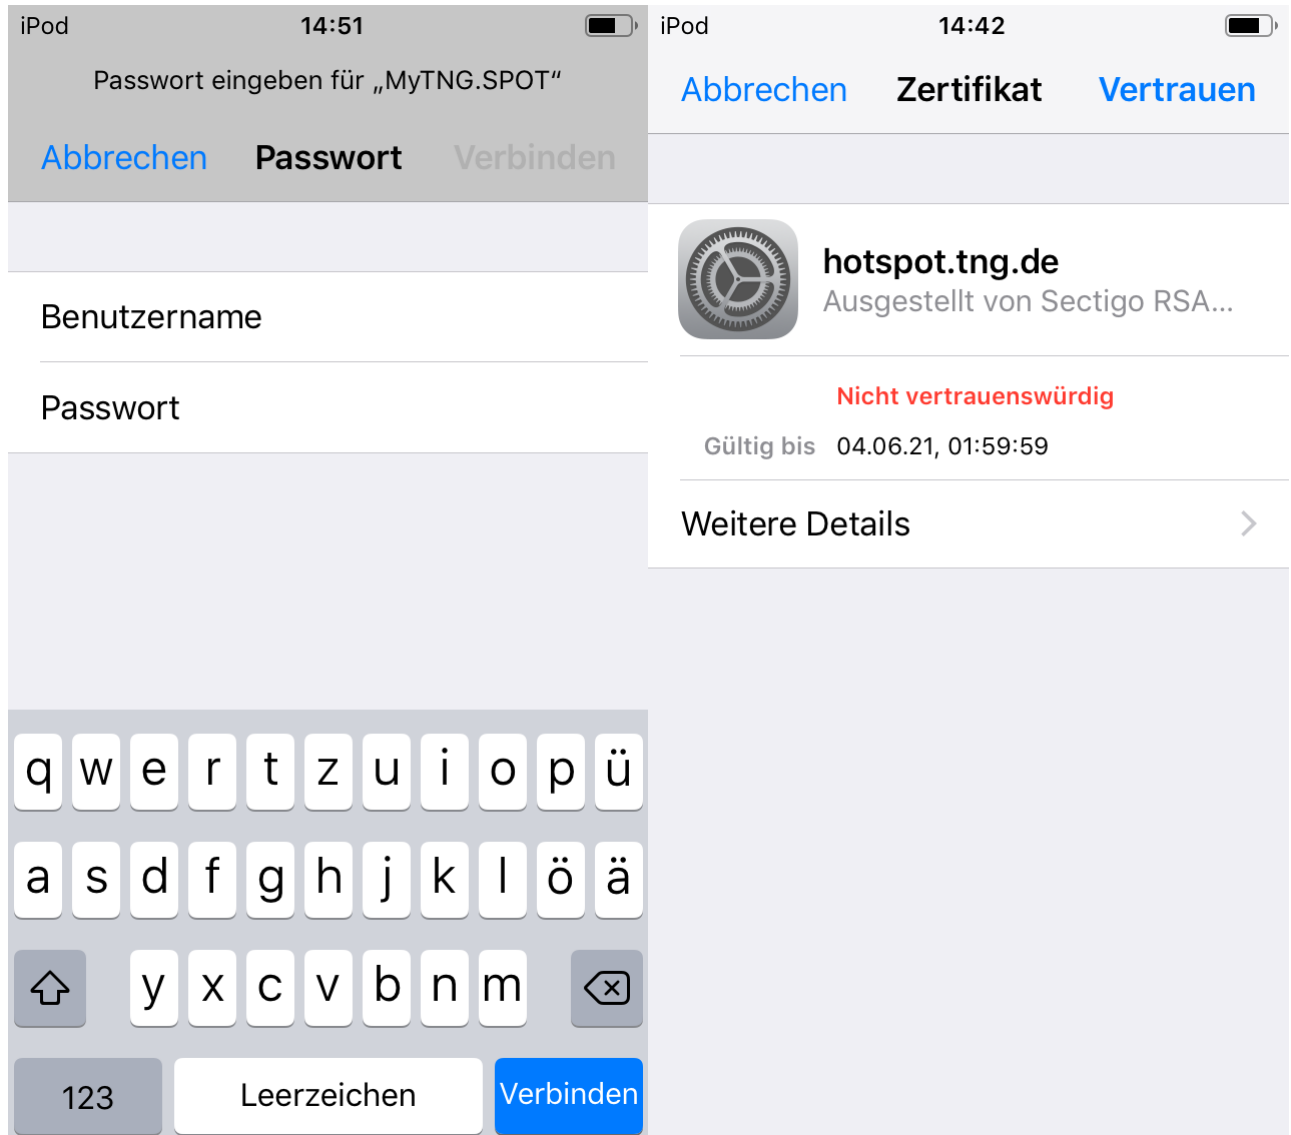 iPod 14:51
Passwort eingeben für „MyTNG.SPOT“
Abbrechen Passwort Verbinden
Benutzername
Passwort
q w e r t z u i o p ü
a s d f g h j k l ö ä
y x c v b n m
123 Leerzeichen Verbinden
iPod 14:42
Abbrechen Zertifikat Vertrauen
hotspot.tng.de
Ausgestellt von Sectigo RSA...
Nicht vertrauenswürdig
Gültig bis 04.06.21, 01:59:59
Weitere Details